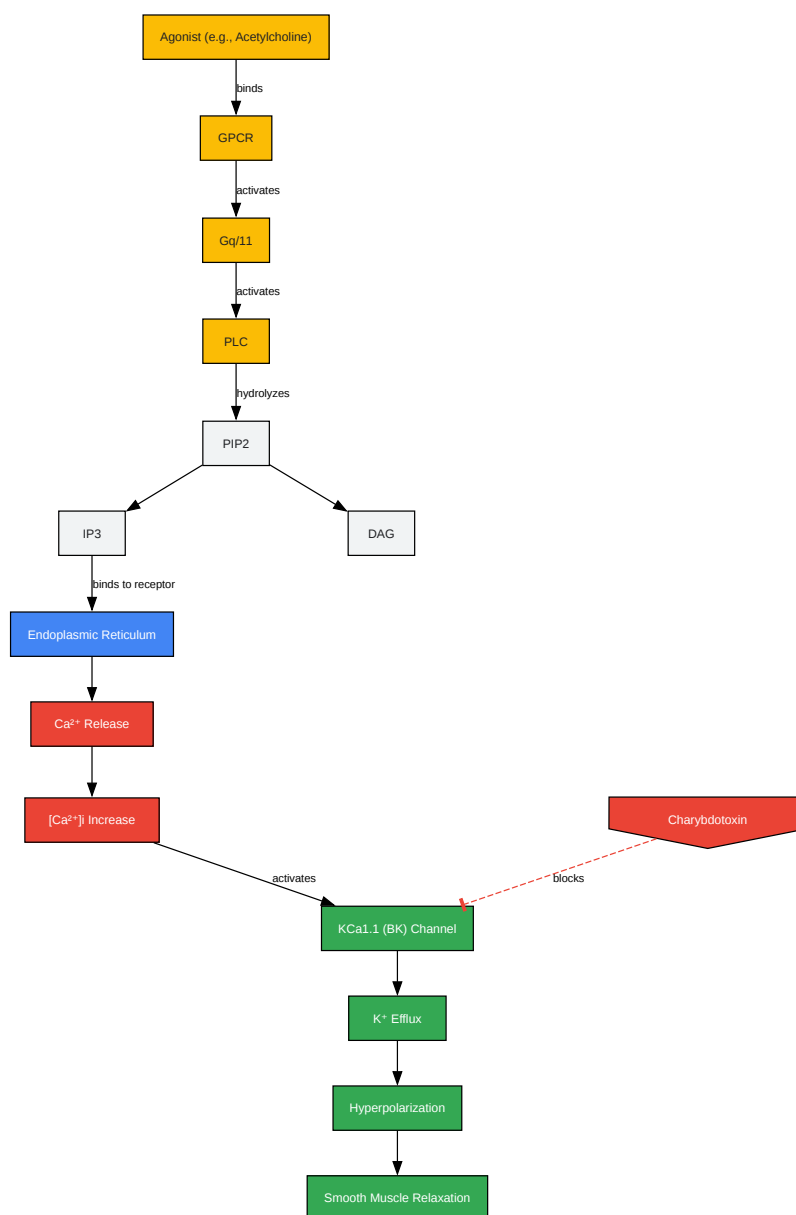 Agonist (e.g., Acetylcholine)
binds
GPCR
activates
Gq/11
activates
PLC
hydrolyzes
PIP2
IP3
DAG
binds to receptor
Endoplasmic Reticulum
Ca²⁺ Release
[Ca²⁺]i Increase
Charybdotoxin
activates
blocks
KCa1.1 (BK) Channel
K⁺ Efflux
Hyperpolarization
Smooth Muscle Relaxation